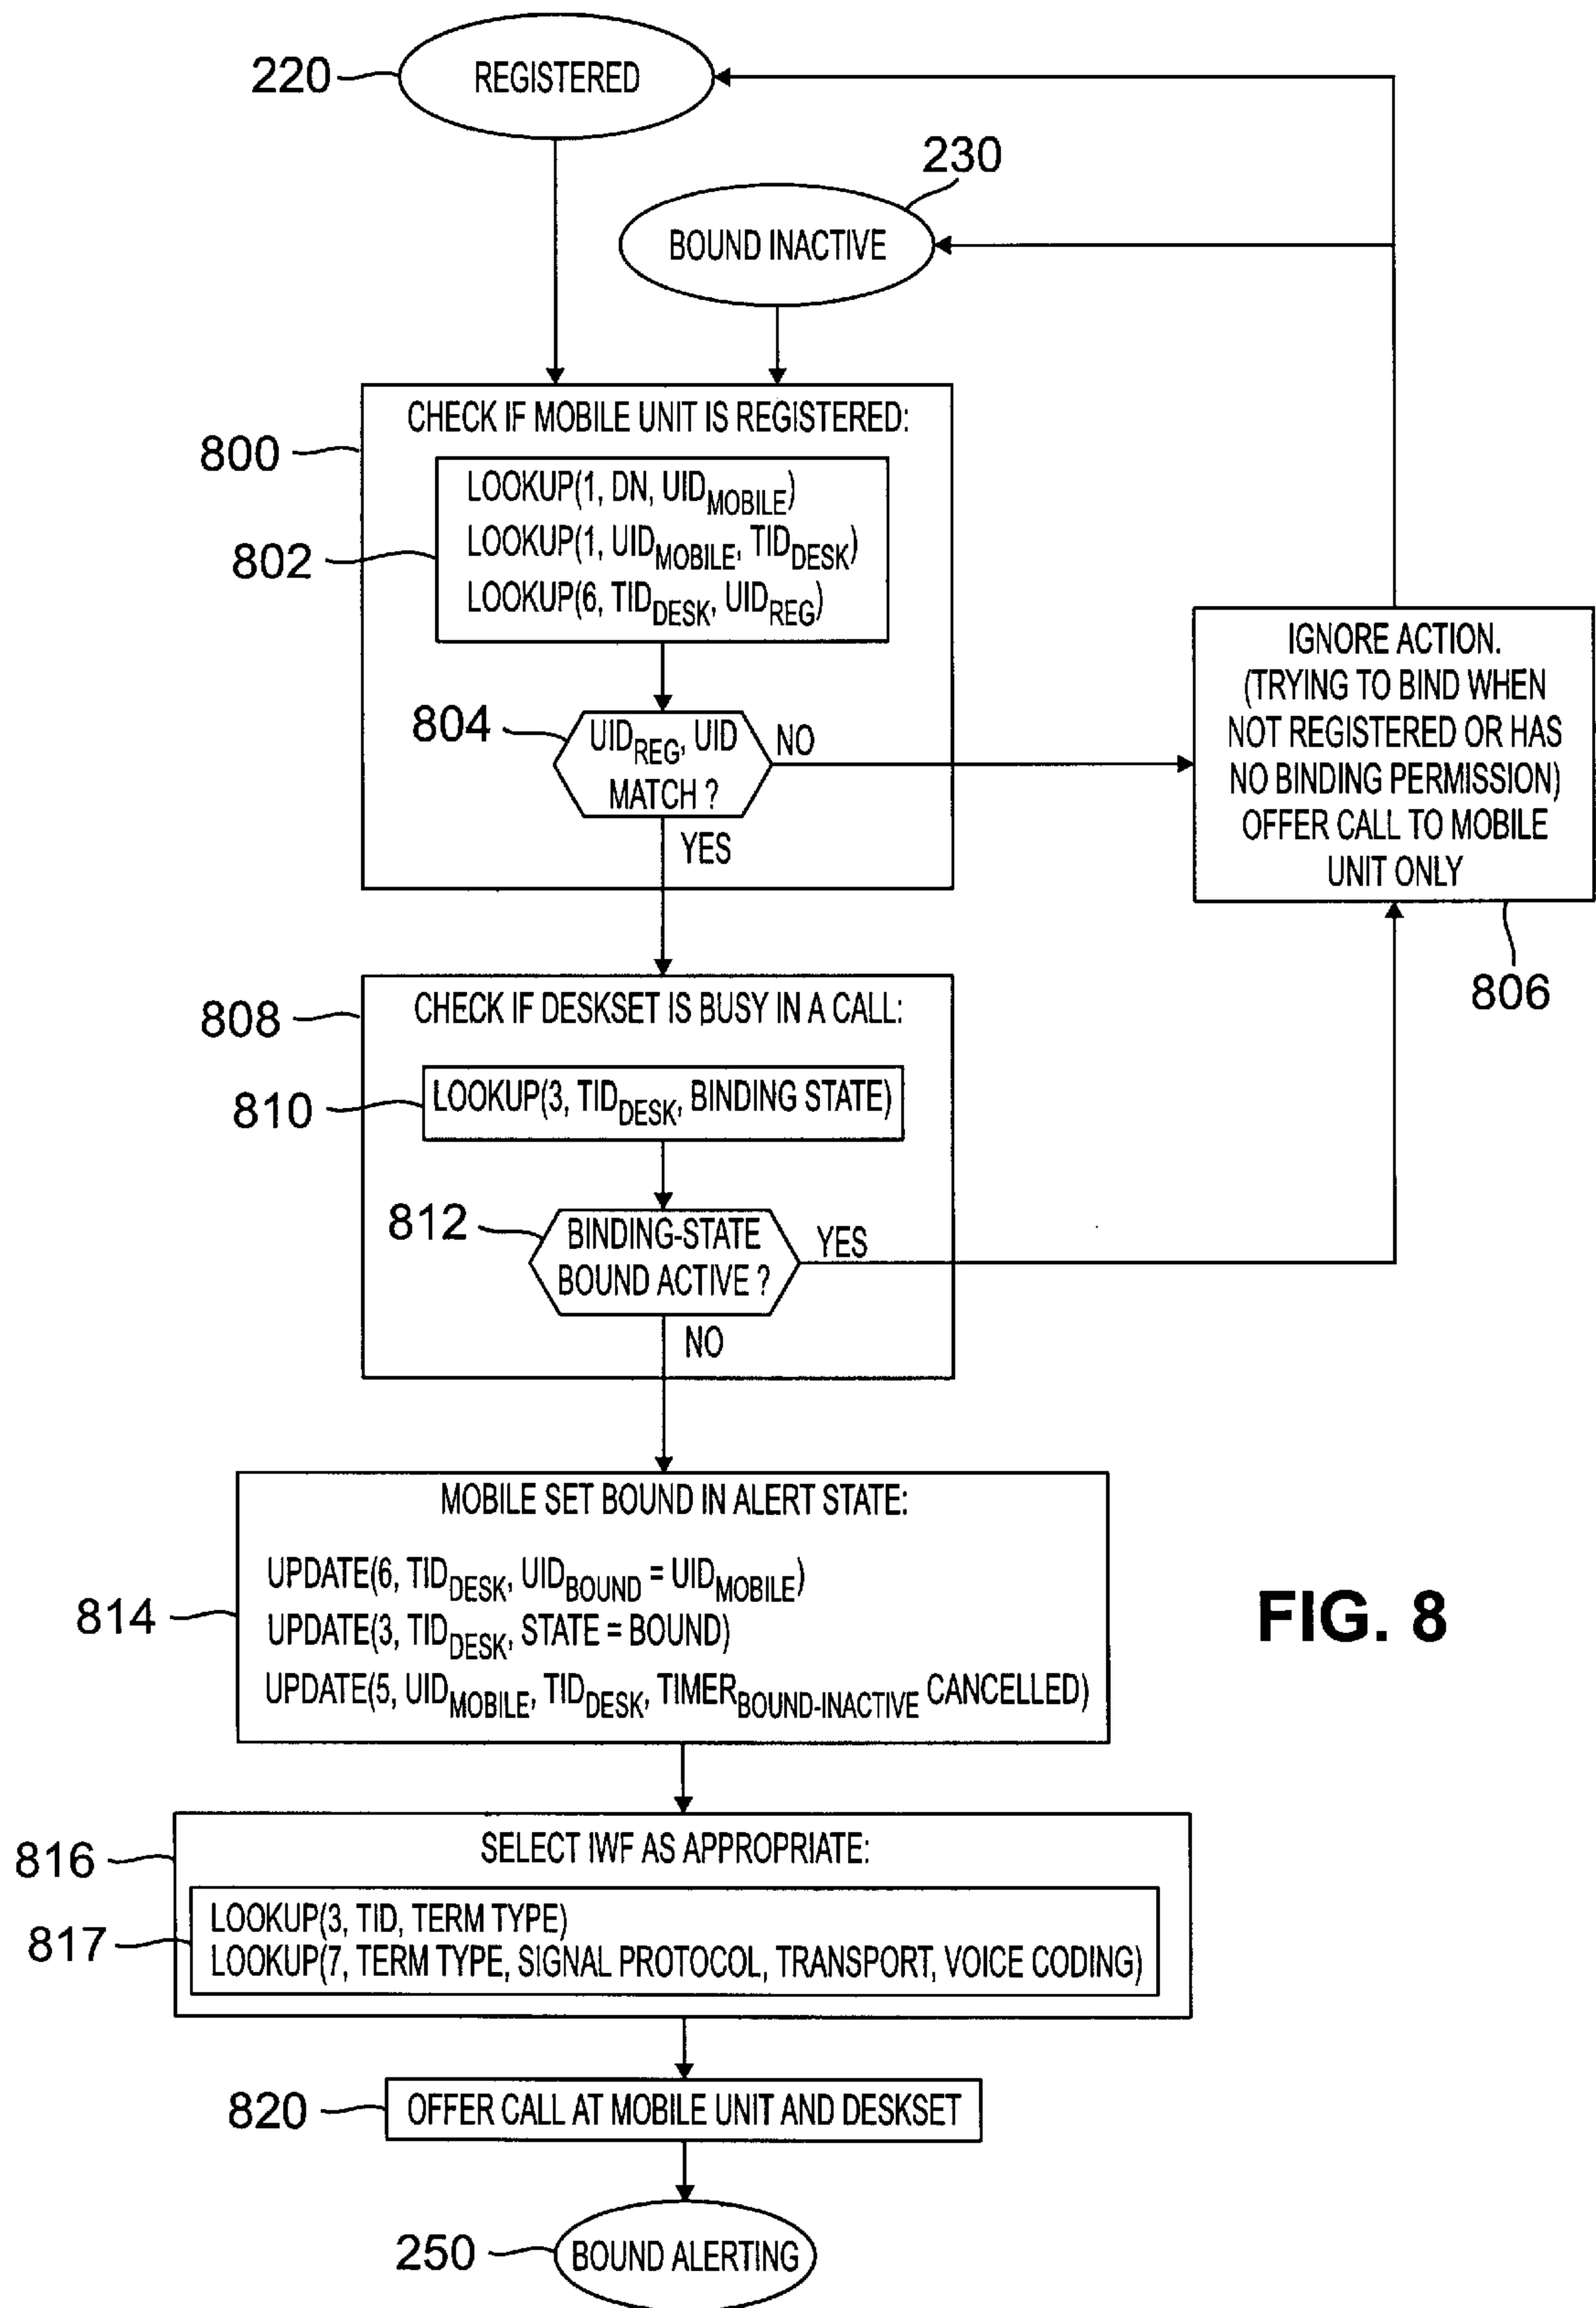 220
REGISTERED
230
BOUND INACTIVE
800
CHECK IF MOBILE UNIT IS REGISTERED:
802
LOOKUP(1, DN, UIDMOBILE)
LOOKUP(1, UIDMOBILE, TIDDESK)
LOOKUP(6, TIDDESK, UIDREG)
804
UIDREG, UID
MATCH ?
NO
YES
IGNORE ACTION.
(TRYING TO BIND WHEN
NOT REGISTERED OR HAS
NO BINDING PERMISSION)
OFFER CALL TO MOBILE
UNIT ONLY
806
808
CHECK IF DESKSET IS BUSY IN A CALL:
810
LOOKUP(3, TIDDESK, BINDING STATE)
812
BINDING-STATE
BOUND ACTIVE ?
YES
NO
814
MOBILE SET BOUND IN ALERT STATE:
UPDATE(6, TIDDESK, UIDBOUND = UIDMOBILE)
UPDATE(3, TIDDESK, STATE = BOUND)
UPDATE(5, UIDMOBILE, TIDDESK, TIMERBOUND-INACTIVE CANCELLED)
FIG. 8
816
SELECT IWF AS APPROPRIATE:
817
LOOKUP(3, TID, TERM TYPE)
LOOKUP(7, TERM TYPE, SIGNAL PROTOCOL, TRANSPORT, VOICE CODING)
820
OFFER CALL AT MOBILE UNIT AND DESKSET
250
BOUND ALERTING